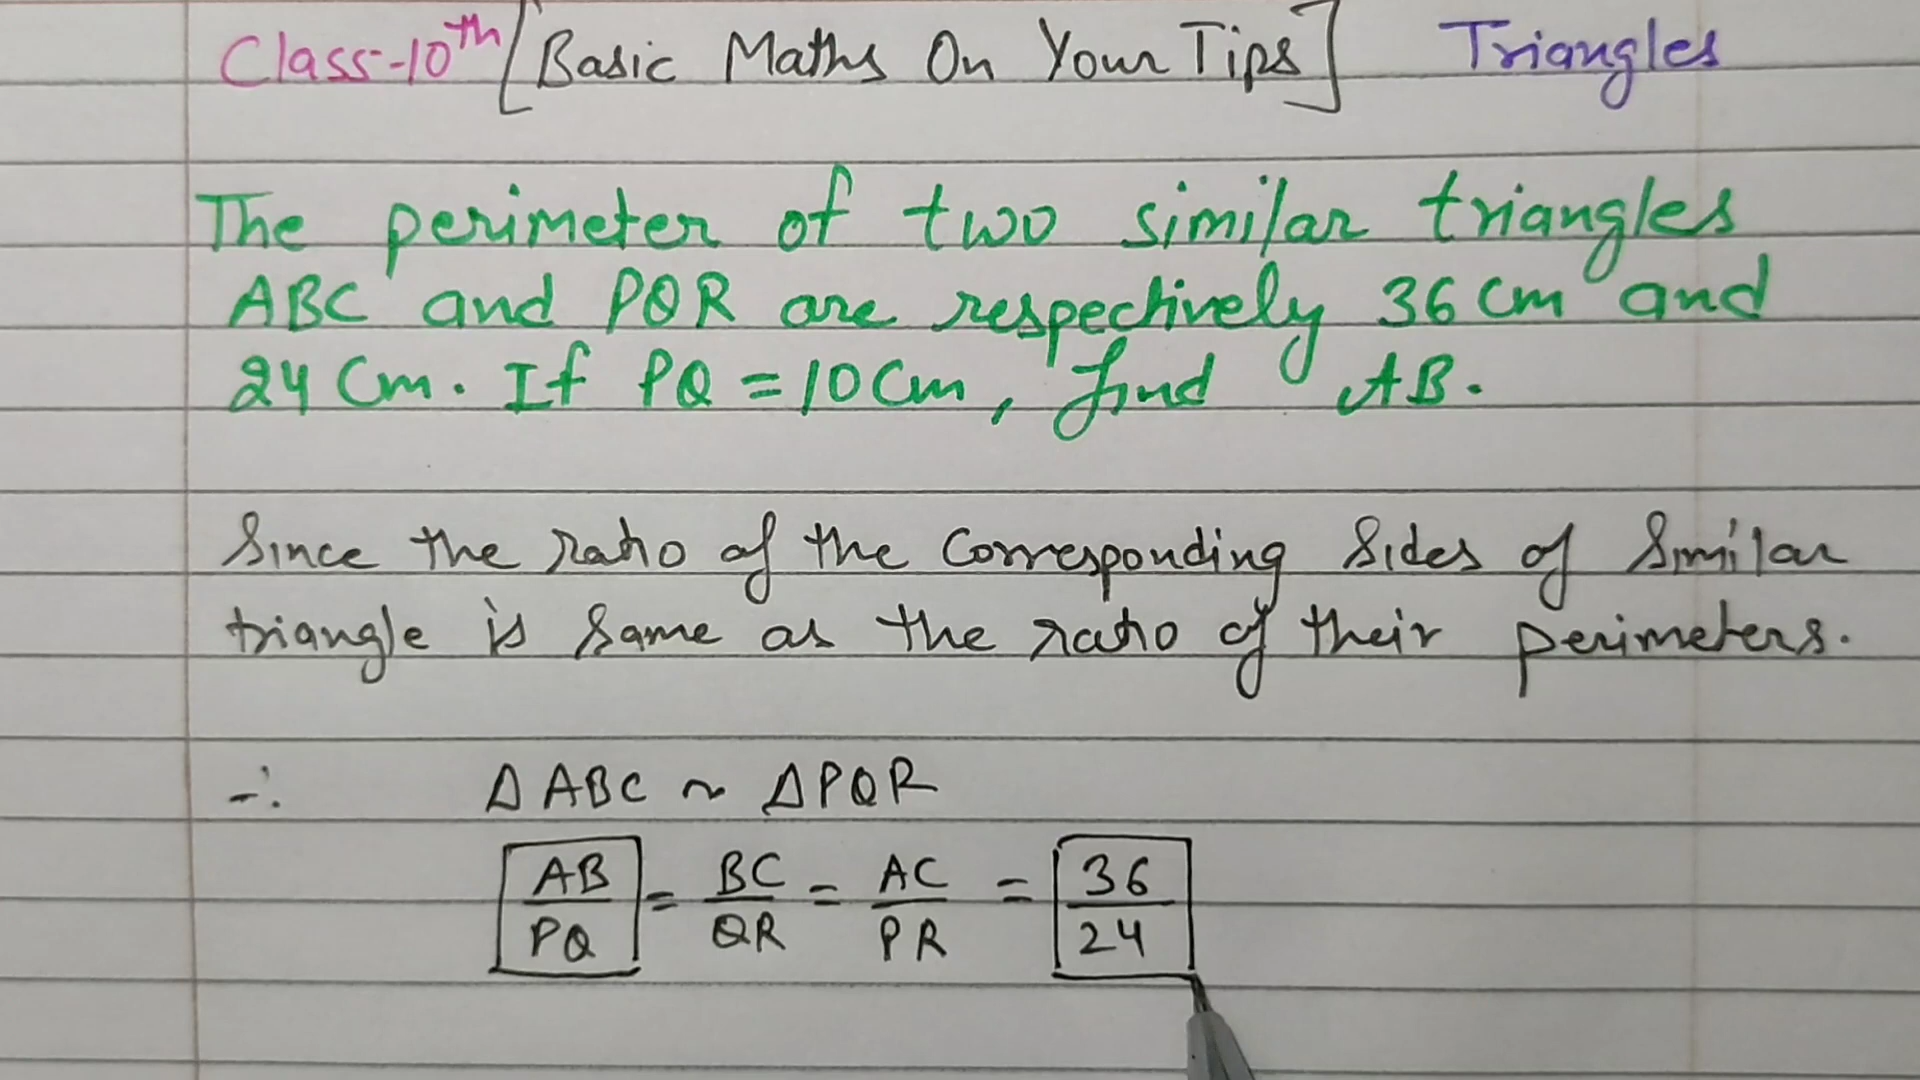 Class-10th [Basic Maths On Your Tips] Triangles
The perimeter of two similar triangles
ABC and PQR are respectively 36 cm and
24 Cm. If PQ = 10 Cm, find AB.
Since the ratio of the Corresponding Sides of Similar
triangle is same as the ratio of their perimeters.
∴ Δ ABC ~ ΔPQR
AB/PQ = BC/QR = AC/PR = 36/24